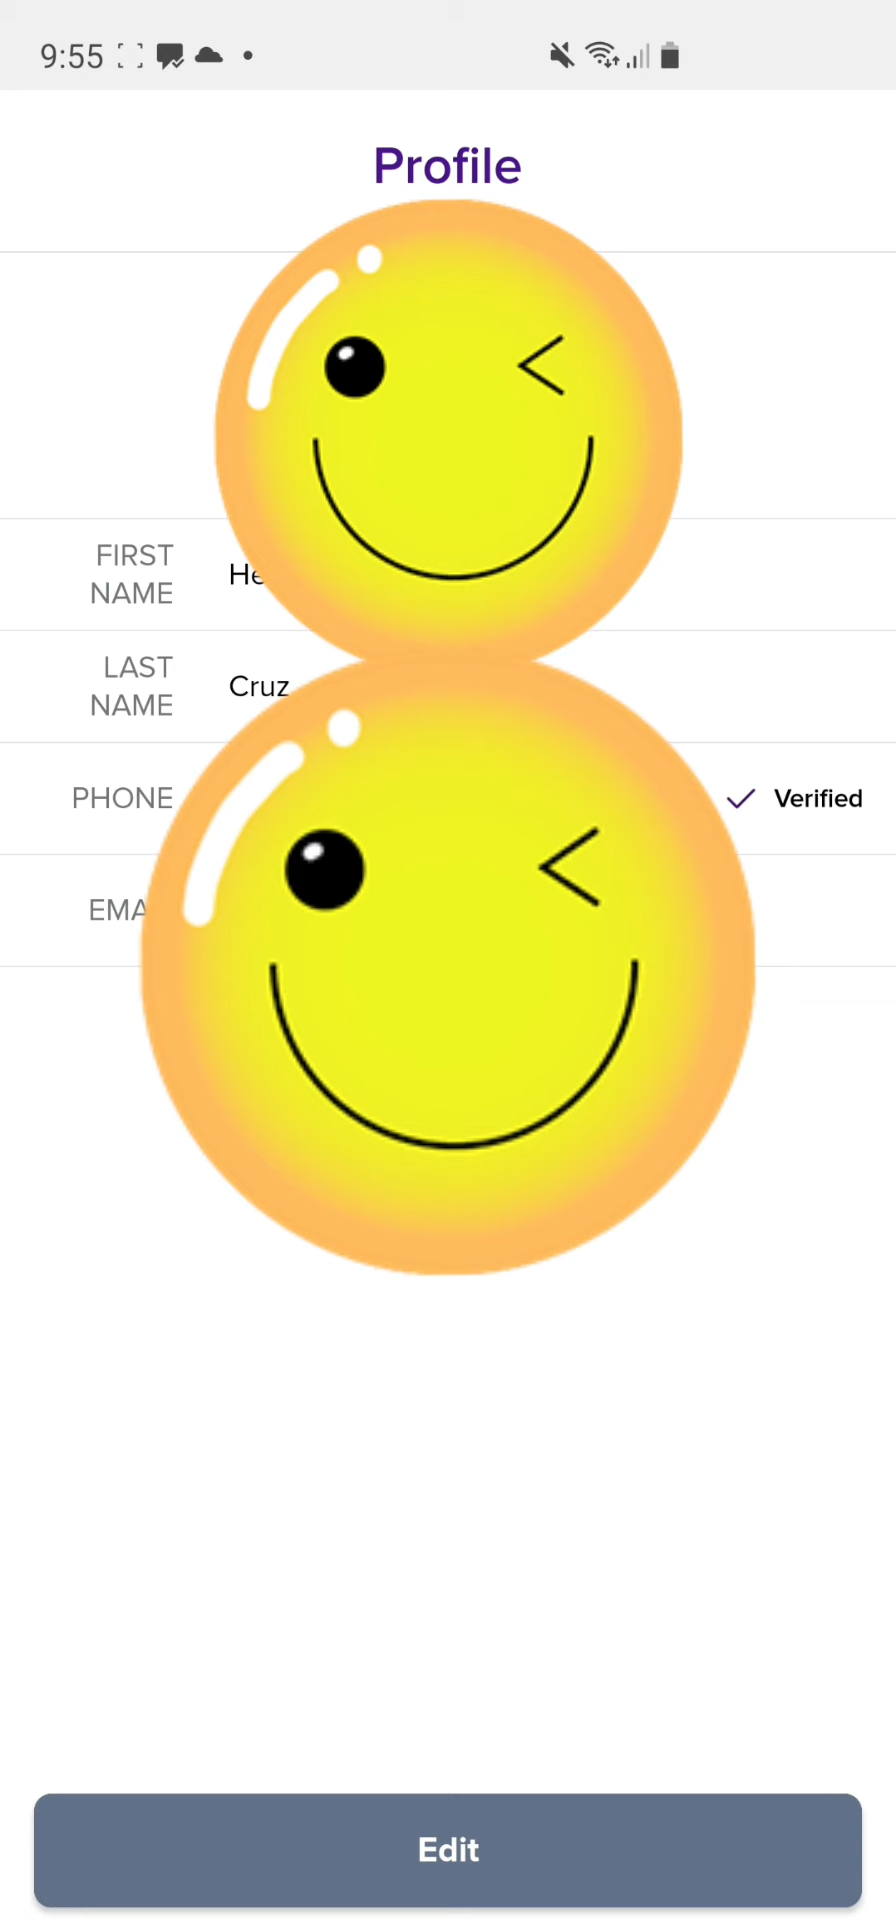 9:55
Profile
FIRST
NAME
LAST
NAME
Cruz
PHONE
Verified
Edit